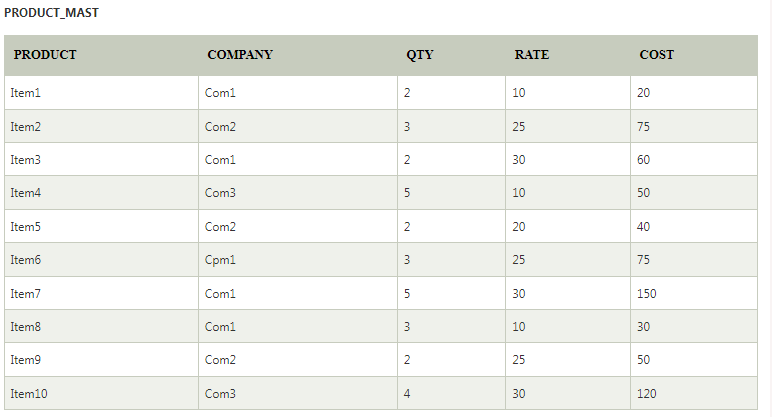 PRODUCT_MAST
PRODUCT COMPANY QTY RATE COST
Item1 Com1 2 10 20
Item2 Com2 3 25 75
Item3 Com1 2 30 60
Item4 Com3 5 10 50
Item5 Com2 2 20 40
Item6 Cpm1 3 25 75
Item7 Com1 5 30 150
Item8 Com1 3 10 30
Item9 Com2 2 25 50
Item10 Com3 4 30 120